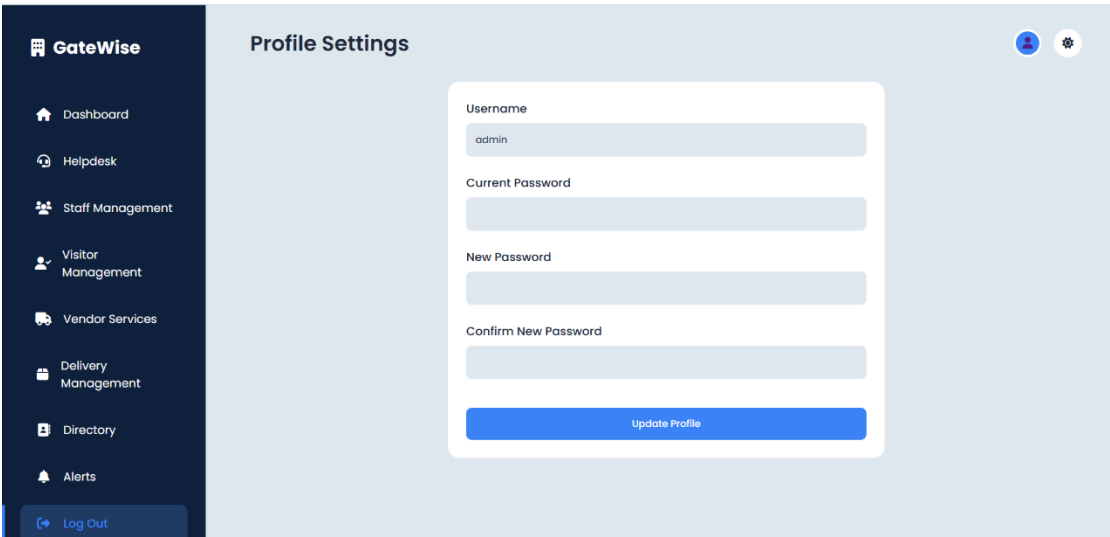 GateWise
Dashboard
Helpdesk
Staff Management
Visitor
Management
Vendor Services
Delivery
Management
Directory
Alerts
Log Out
Profile Settings
Username
admin
Current Password
New Password
Confirm New Password
Update Profile